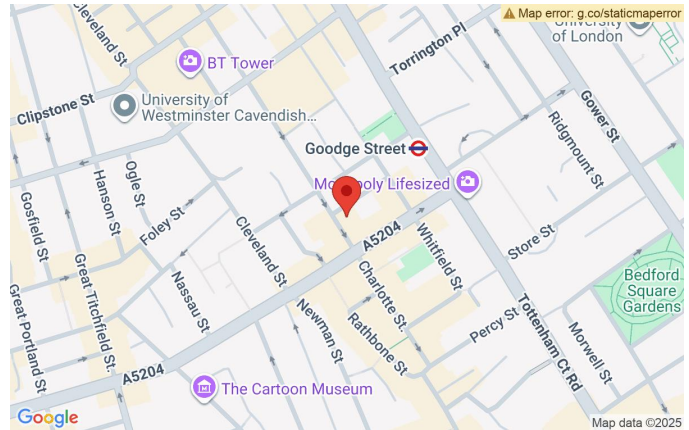 Map error: g.co/staticmaperror
Cleveland St
Torrington Pl
University
of London
BT Tower
Clipstone St
University of
Westminster Cavendish...
Gower St
Ridgmount St
Goodge Street
Ogle St
Hanson St
Gosfield St
Foley St
Monopoly Lifesized
Cleveland St
A5204
Whitfield St
Store St
Bedford
Square
Gardens
Great Titchfield St.
Nassau St
Charlotte St.
Great Portland St
Newman St
Rathbone St
Percy St
Tottenham Ct Rd
Morwell St
A5204
The Cartoon Museum
Google
Map data ©2025